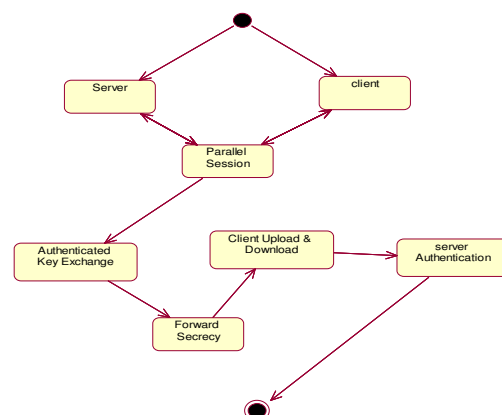 Server
client
Parallel
Session
Authenticated
Key Exchange
Client Upload &
Download
server
Authentication
Forward
Secrecy